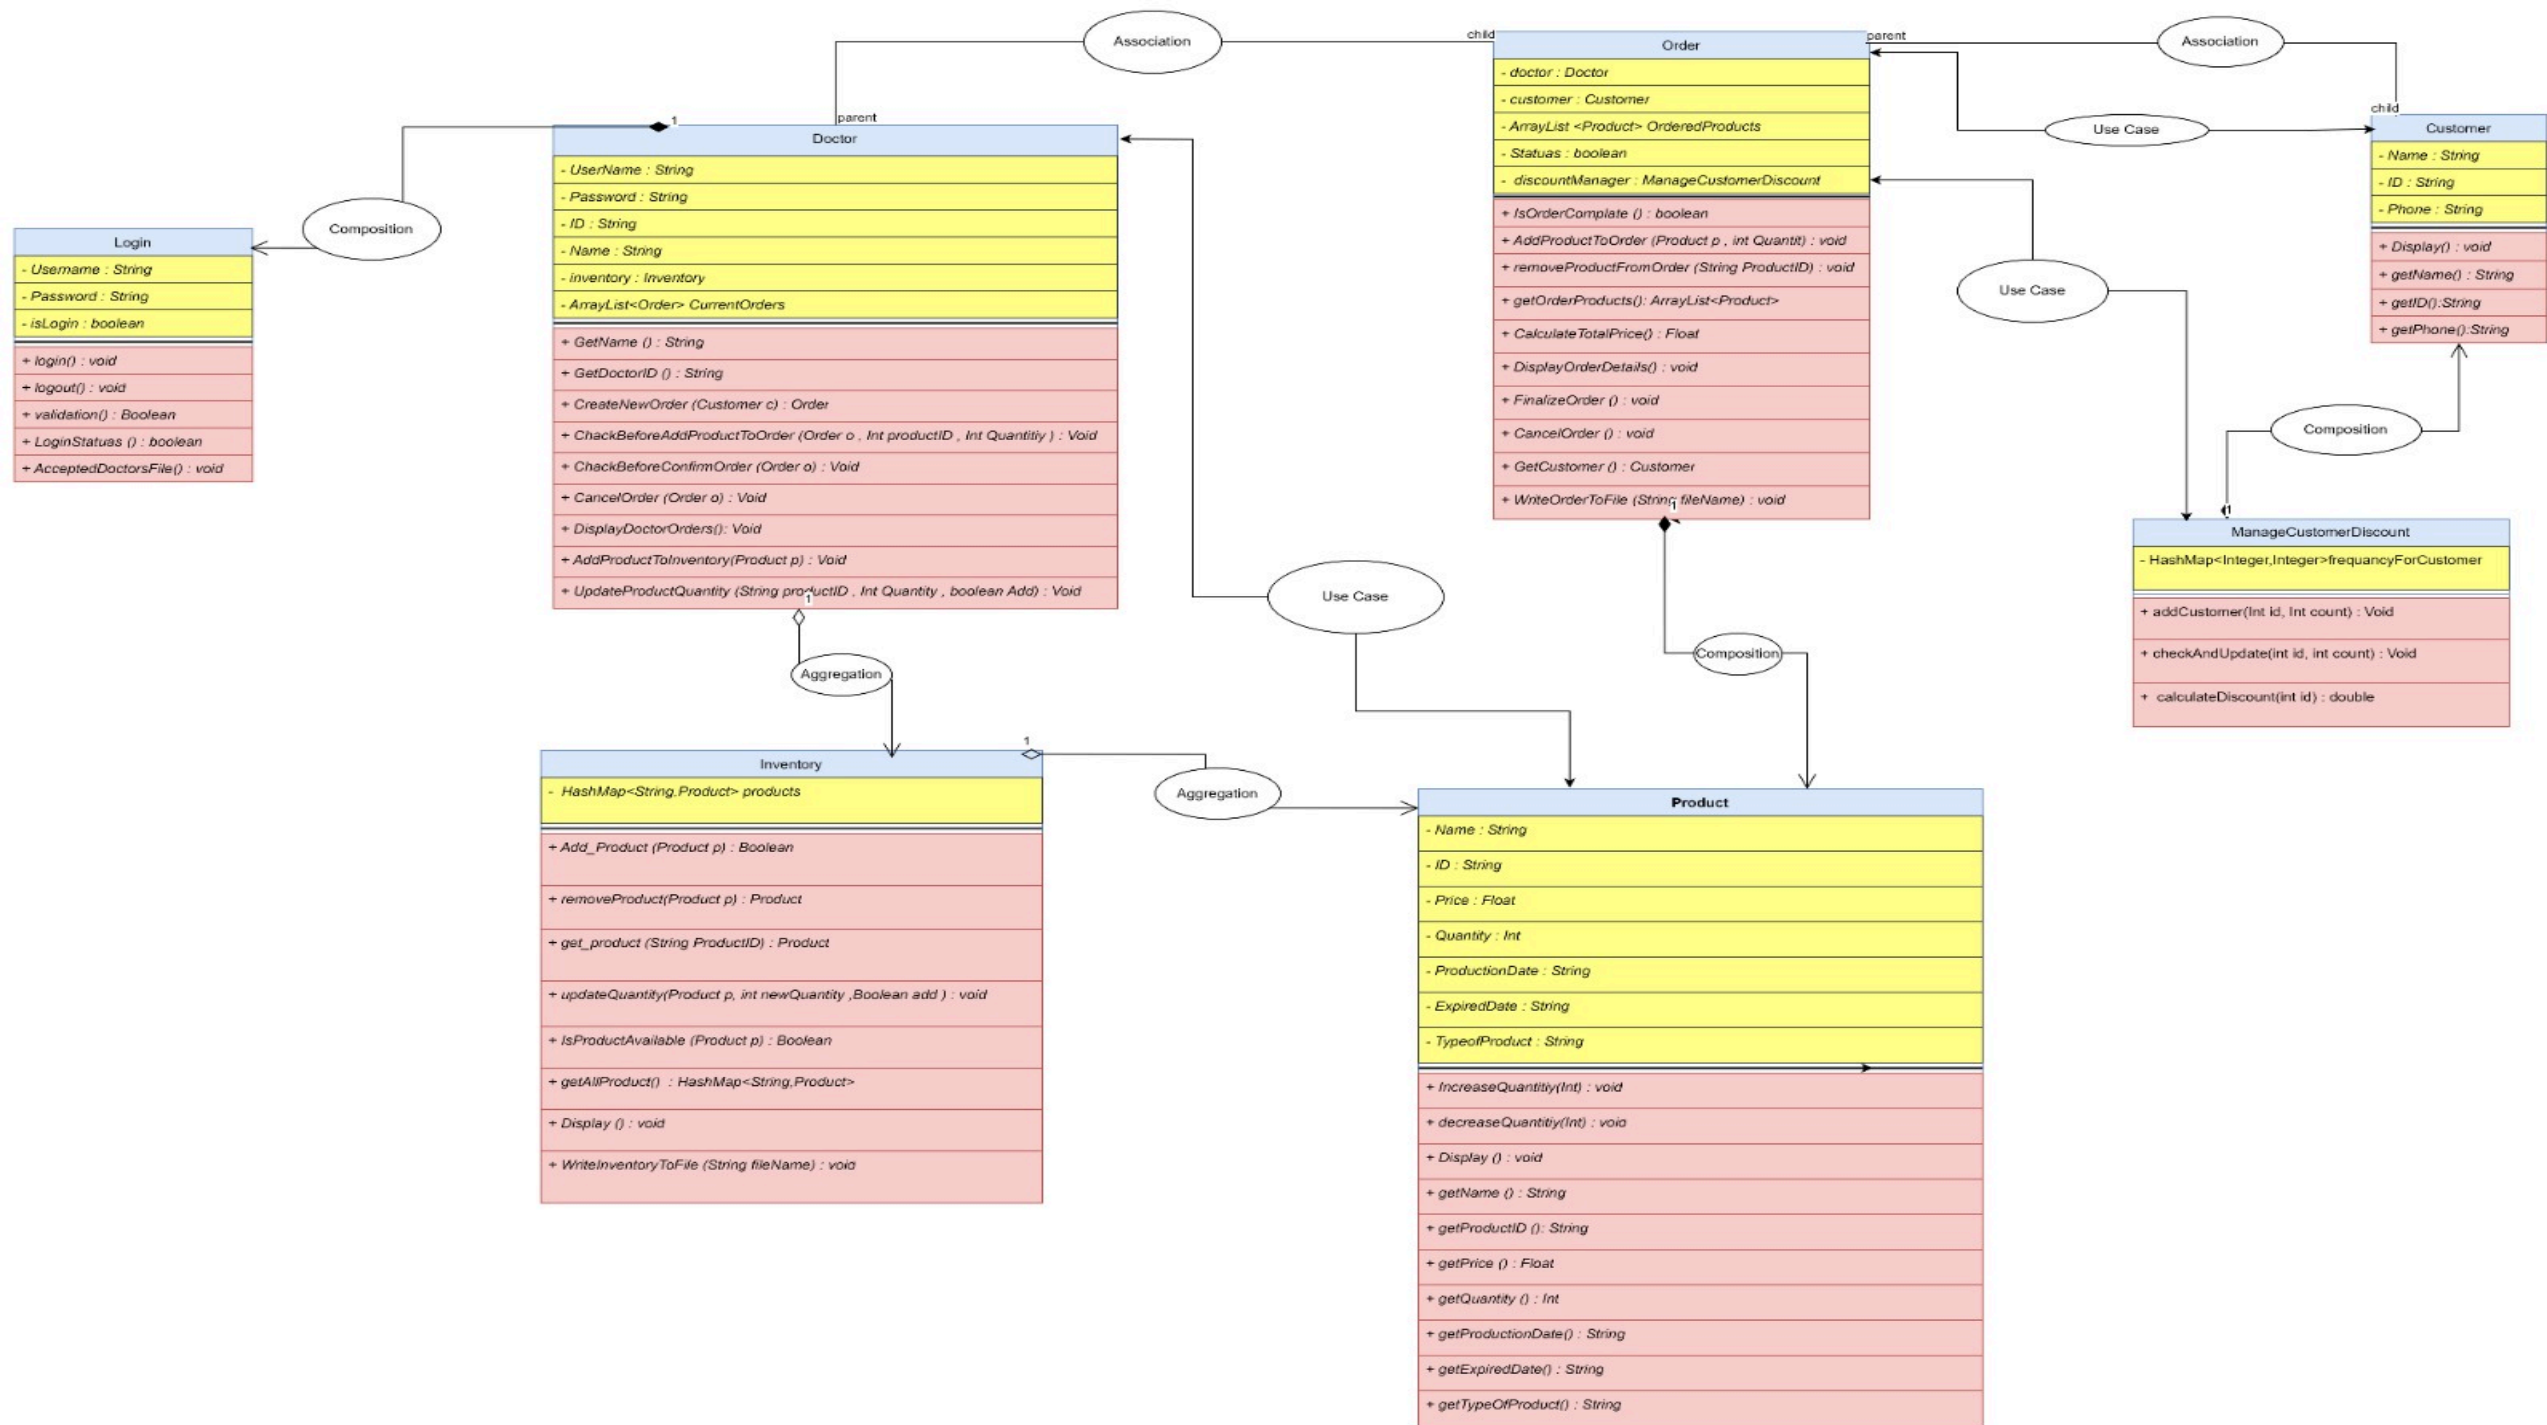 Association
child
Order
parent
Association
- doctor : Doctor
- customer : Customer
- ArrayList <Product> OrderedProducts
- Statuas : boolean
- discountManager : ManageCustomerDiscount
+ IsOrderComplate () : boolean
+ AddProductToOrder (Product p , int Quantit) : void
+ removeProductFromOrder (String ProductID) : void
+ getOrderProducts(): ArrayList<Product>
+ CalculateTotalPrice() : Float
+ DisplayOrderDetails() : void
+ FinalizeOrder () : void
+ CancelOrder () : void
+ GetCustomer () : Customer
+ WriteOrderToFile (String fileName) : void
1
child
Use Case
Customer
- Name : String
- ID : String
- Phone : String
+ Display() : void
+ getName() : String
+ getID():String
+ getPhone():String
parent
1
Doctor
- UserName : String
- Password : String
- ID : String
- Name : String
- inventory : Inventory
- ArrayList<Order> CurrentOrders
+ GetName () : String
+ GetDoctorID () : String
+ CreateNewOrder (Customer c) : Order
+ ChackBeforeAddProductToOrder (Order o , Int productID , Int Quantitiy ) : Void
+ ChackBeforeConfirmOrder (Order o) : Void
+ CancelOrder (Order o) : Void
+ DisplayDoctorOrders(): Void
+ AddProductToInventory(Product p) : Void
+ UpdateProductQuantity (String productID , Int Quantity , boolean Add) : Void
1
Composition
Login
- Username : String
- Password : String
- isLogin : boolean
+ login() : void
+ logout() : void
+ validation() : Boolean
+ LoginStatuas () : boolean
+ AcceptedDoctorsFile() : void
Use Case
Composition
1
ManageCustomerDiscount
- HashMap<Integer,Integer>frequancyForCustomer
+ addCustomer(Int id, Int count) : Void
+ checkAndUpdate(int id, int count) : Void
+ calculateDiscount(int id) : double
Use Case
Composition
Aggregation
1
Inventory
- HashMap<String,Product> products
+ Add_Product (Product p) : Boolean
+ removeProduct(Product p) : Product
+ get_product (String ProductID) : Product
+ updateQuantity(Product p, int newQuantity ,Boolean add ) : void
+ IsProductAvailable (Product p) : Boolean
+ getAllProduct() : HashMap<String,Product>
+ Display () : void
+ WriteInventoryToFile (String fileName) : void
Aggregation
Product
- Name : String
- ID : String
- Price : Float
- Quantity : Int
- ProductionDate : String
- ExpiredDate : String
- TypeofProduct : String
+ IncreaseQuantitiy(Int) : void
+ decreaseQuantitiy(Int) : void
+ Display () : void
+ getName () : String
+ getProductID (): String
+ getPrice () : Float
+ getQuantity () : Int
+ getProductionDate() : String
+ getExpiredDate() : String
+ getTypeOfProduct() : String